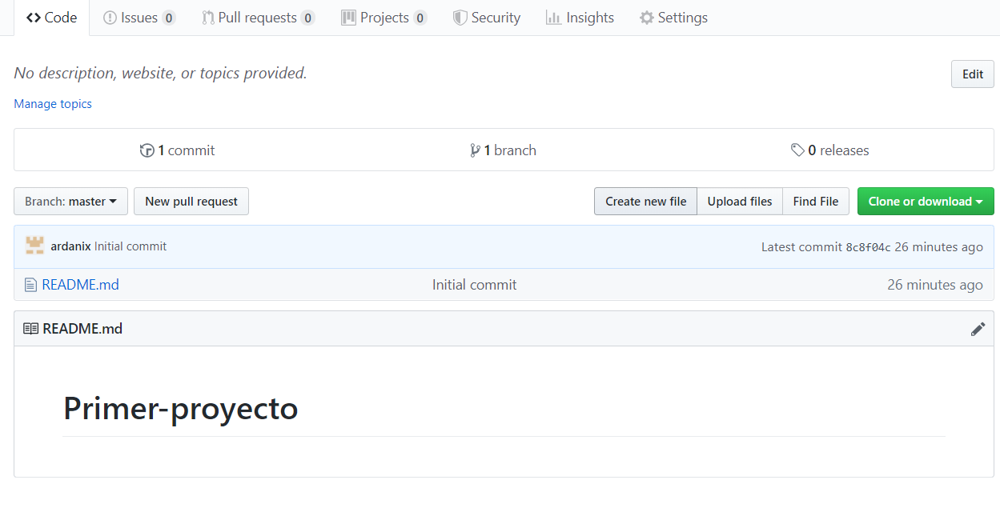 Code Issues 0 Pull requests 0 Projects 0 Security Insights Settings
No description, website, or topics provided. Edit
Manage topics
1 commit 1 branch 0 releases
Branch: master New pull request Create new file Upload files Find File Clone or download
ardanix Initial commit Latest commit 8c8f04c 26 minutes ago
README.md Initial commit 26 minutes ago
README.md
Primer-proyecto